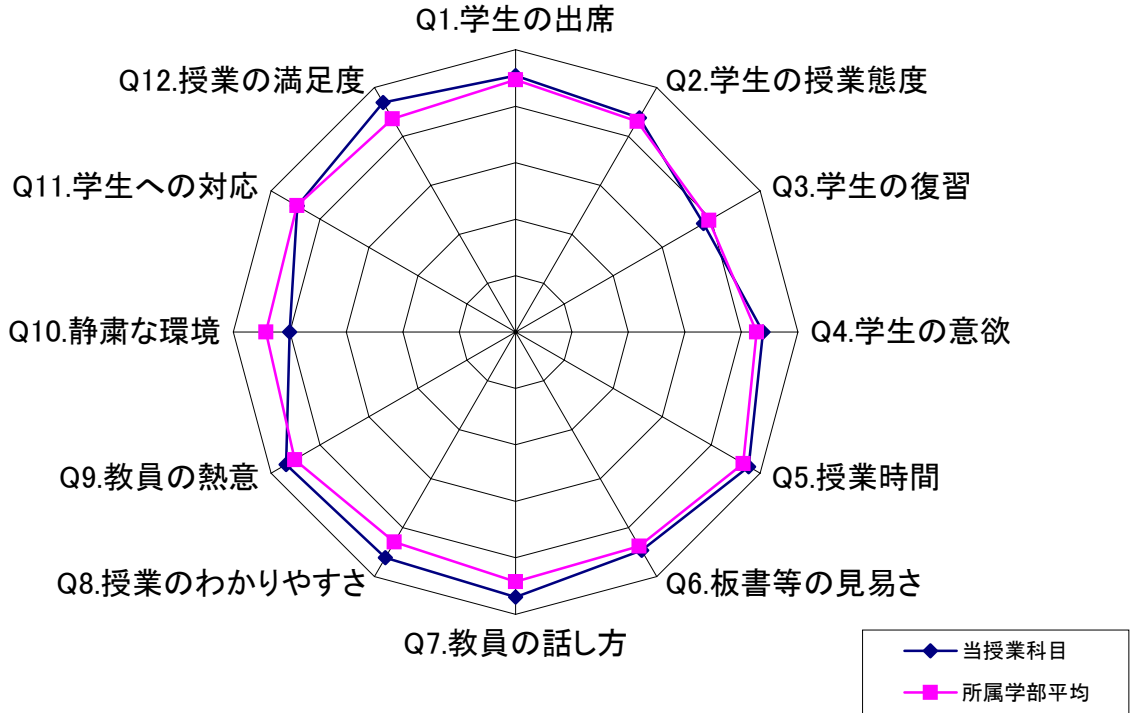 Q1.学生の出席
Q2.学生の授業態度
Q3.学生の復習
Q4.学生の意欲
Q5.授業時間
Q6.板書等の見易さ
Q7.教員の話し方
Q8.授業のわかりやすさ
Q9.教員の熱意
Q10.静粛な環境
Q11.学生への対応
Q12.授業の満足度
当授業科目
所属学部平均